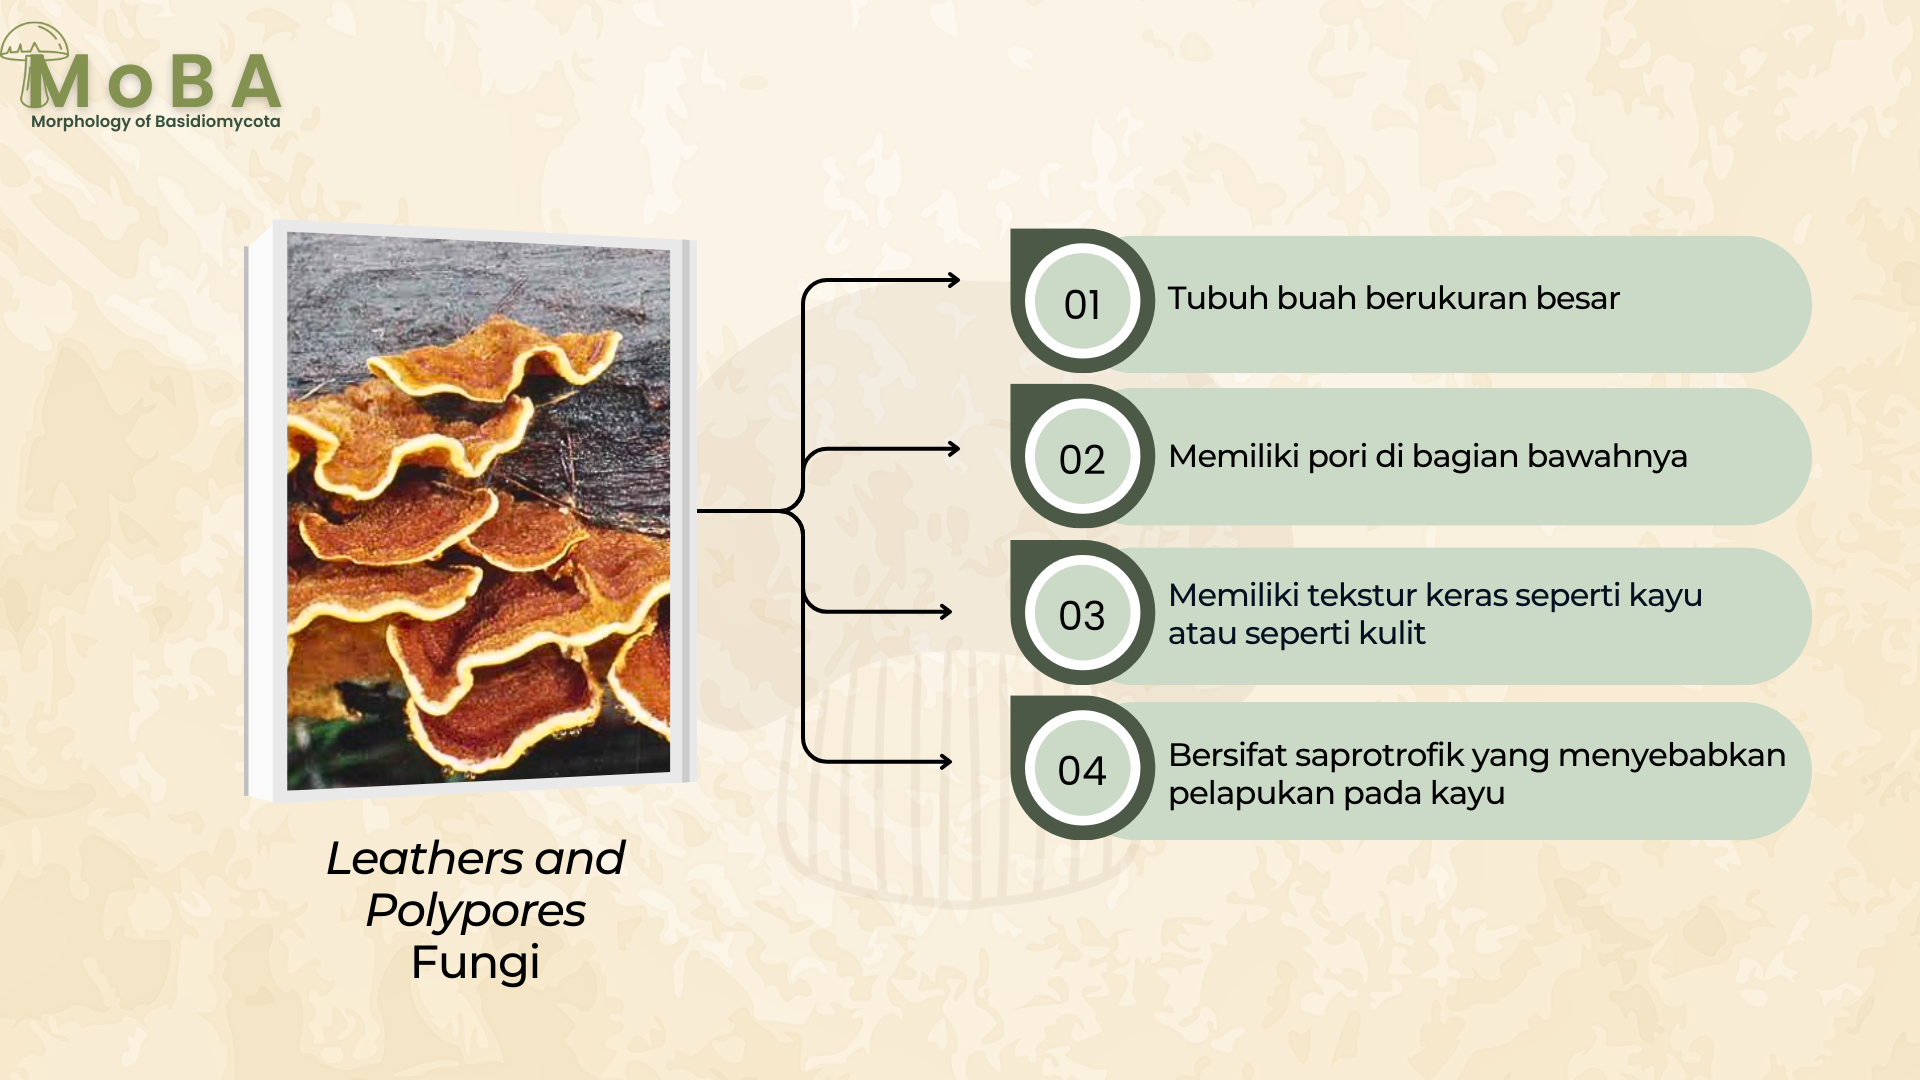 MoBA
Morphology of Basidiomycota
01
Tubuh buah berukuran besar
02
Memiliki pori di bagian bawahnya
03
Memiliki tekstur keras seperti kayu
atau seperti kulit
04
Bersifat saprotrofik yang menyebabkan
pelapukan pada kayu
Leathers and
Polypores
Fungi